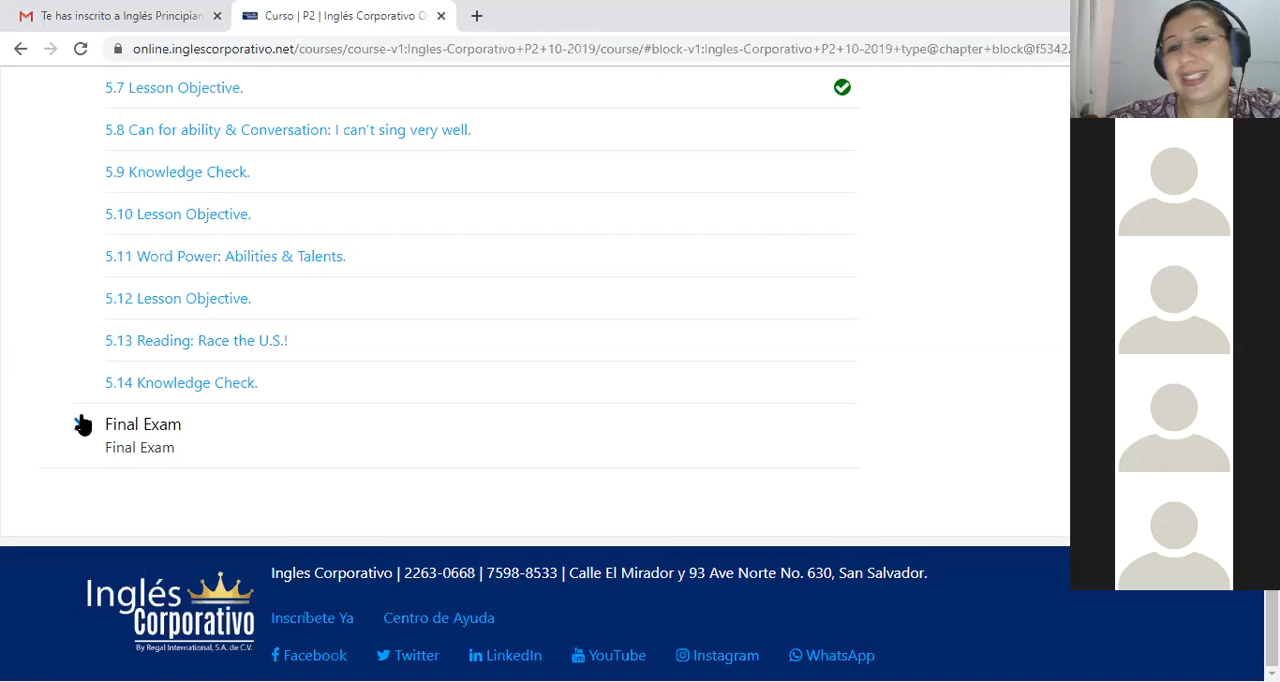 Te has inscrito a Inglés Principian
Curso | P2 | Inglés Corporativo O
online.inglescorporativo.net/courses/course-v1:Ingles-Corporativo+P2+10-2019/course/#block-v1:Ingles-Corporativo+P2+10-2019+type@chapter+block@f5342
5.7 Lesson Objective.
5.8 Can for ability & Conversation: I can't sing very well.
5.9 Knowledge Check.
5.10 Lesson Objective.
5.11 Word Power: Abilities & Talents.
5.12 Lesson Objective.
5.13 Reading: Race the U.S.!
5.14 Knowledge Check.
Final Exam
Final Exam
Inglés
Corporativo
By Regal International, S.A. de C.V.
Ingles Corporativo | 2263-0668 | 7598-8533 | Calle El Mirador y 93 Ave Norte No. 630, San Salvador.
Inscríbete Ya Centro de Ayuda
Facebook Twitter LinkedIn YouTube Instagram WhatsApp